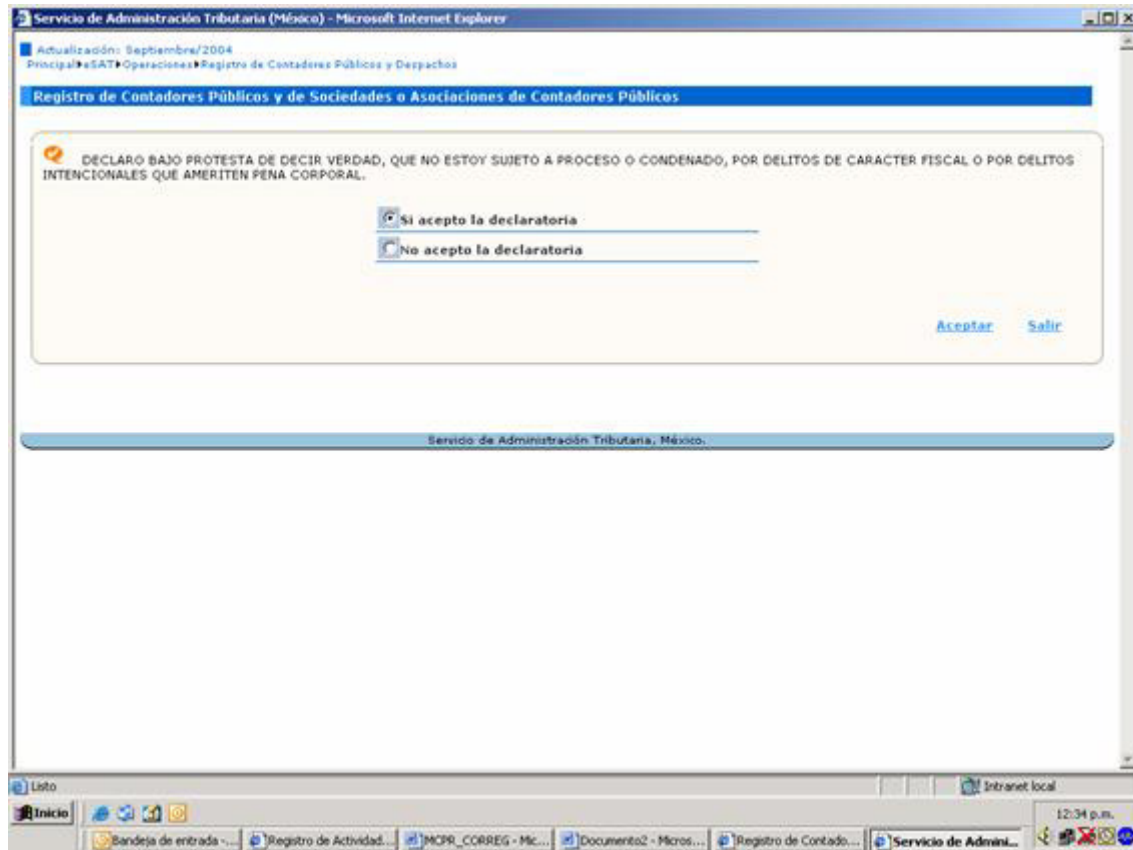 Servicio de Administración Tributaria (México) - Microsoft Internet Explorer
Actualización: Septiembre/2004
Principal eSAT Operaciones Registro de Contadores Públicos y Despachos
Registro de Contadores Públicos y de Sociedades o Asociaciones de Contadores Públicos
DECLARO BAJO PROTESTA DE DECIR VERDAD, QUE NO ESTOY SUJETO A PROCESO O CONDENADO, POR DELITOS DE CARACTER FISCAL O POR DELITOS
INTENCIONALES QUE AMERITEN PENA CORPORAL.
Si acepto la declaratoria
No acepto la declaratoria
Aceptar Salir
Servicio de Administración Tributaria, México.
Listo Intranet local
Inicio 12:34 p.m.
Bandeja de entrada -... Registro de Actividad... MCPR_CORREG - Mic... Documento2 - Micros... Registro de Contado... Servicio de Admini...